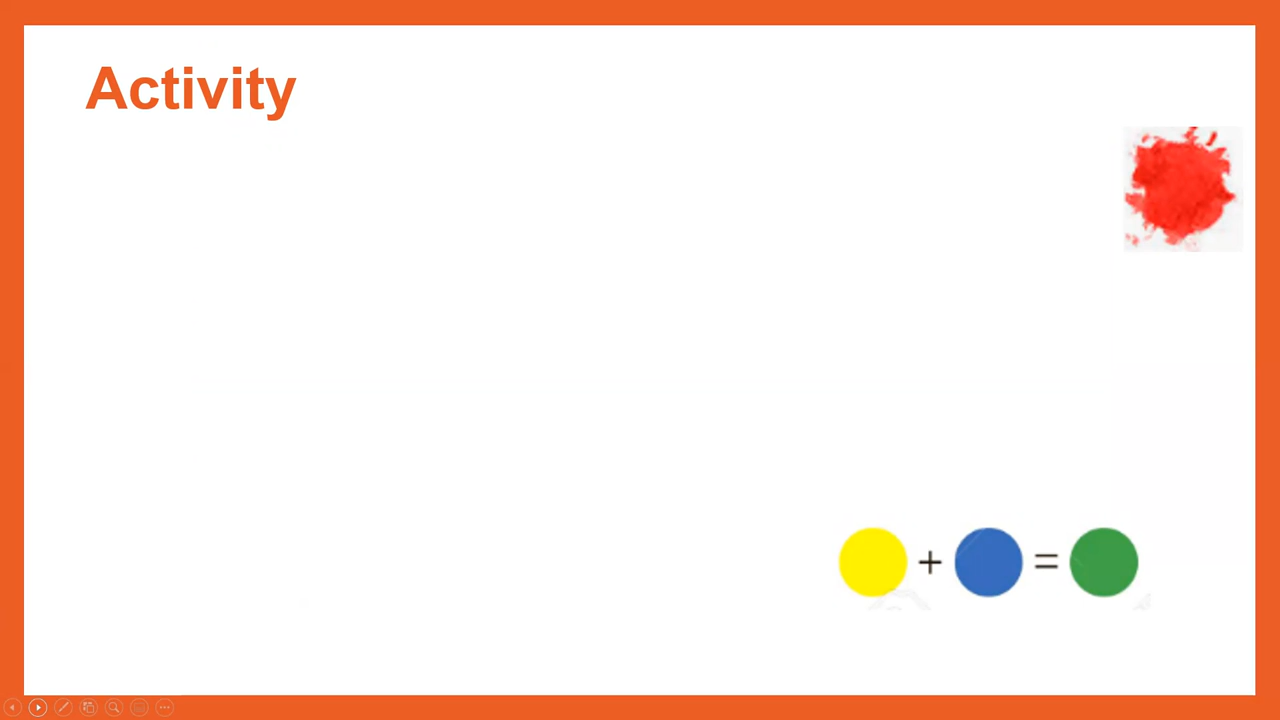 Activity
+ =